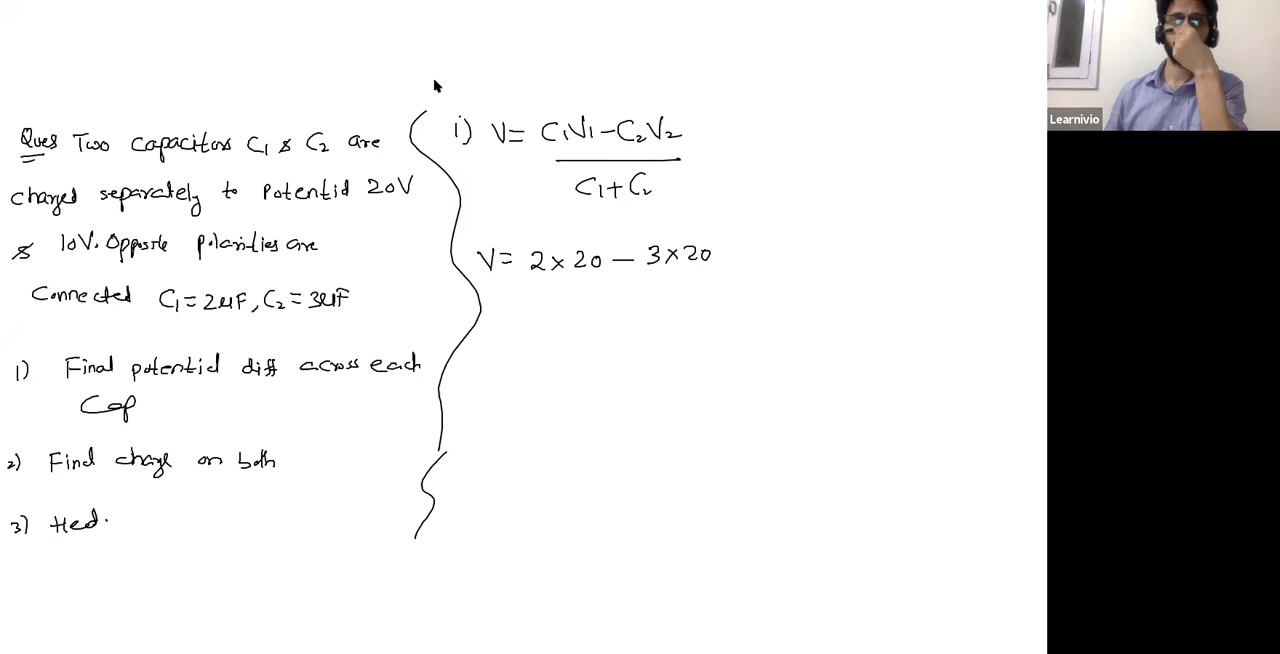 Ques Two capacitors C1 & C2 are
charged separately to Potential 20V
& 10V. Opposite polarities are
Connected C1 = 2μF, C2 = 3μF
1) Final potential diff across each
Cap
2) Find charge on both
3) Heat.
i) V = C1V1 - C2V2
C1 + C2
V = 2 × 20 - 3 × 20
Learnivio